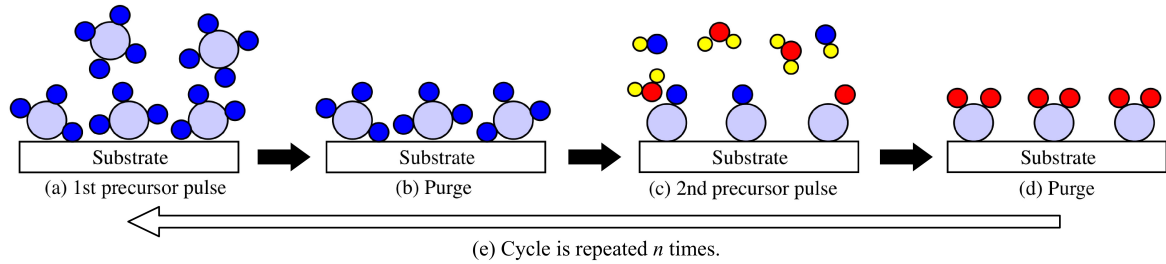 Substrate
Substrate
Substrate
Substrate
(a) 1st precursor pulse
(b) Purge
(c) 2nd precursor pulse
(d) Purge
(e) Cycle is repeated n times.